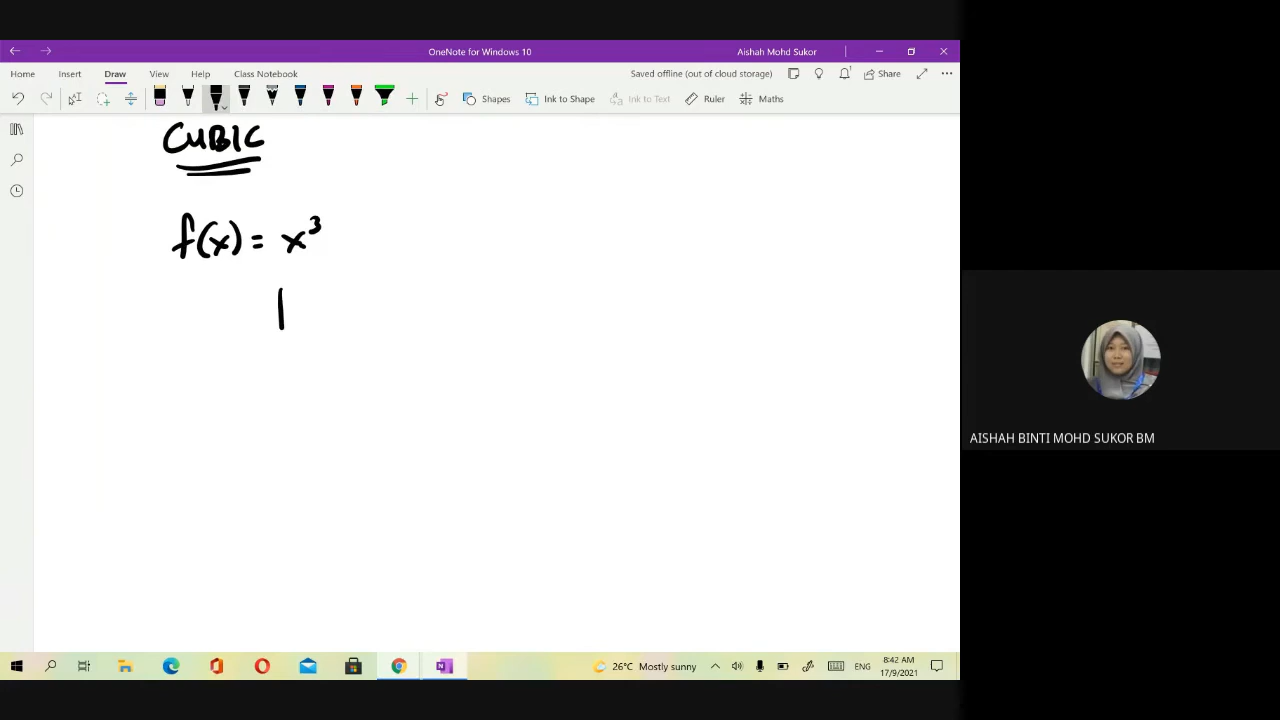 OneNote for Windows 10
Aishah Mohd Sukor
Home Insert Draw View Help Class Notebook
Saved offline (out of cloud storage)
Share
Shapes Ink to Shape Ink to Text Ruler Maths
CUBIC
f(x) = x³
AISHAH BINTI MOHD SUKOR BM
26°C Mostly sunny
ENG
8:42 AM
17/9/2021